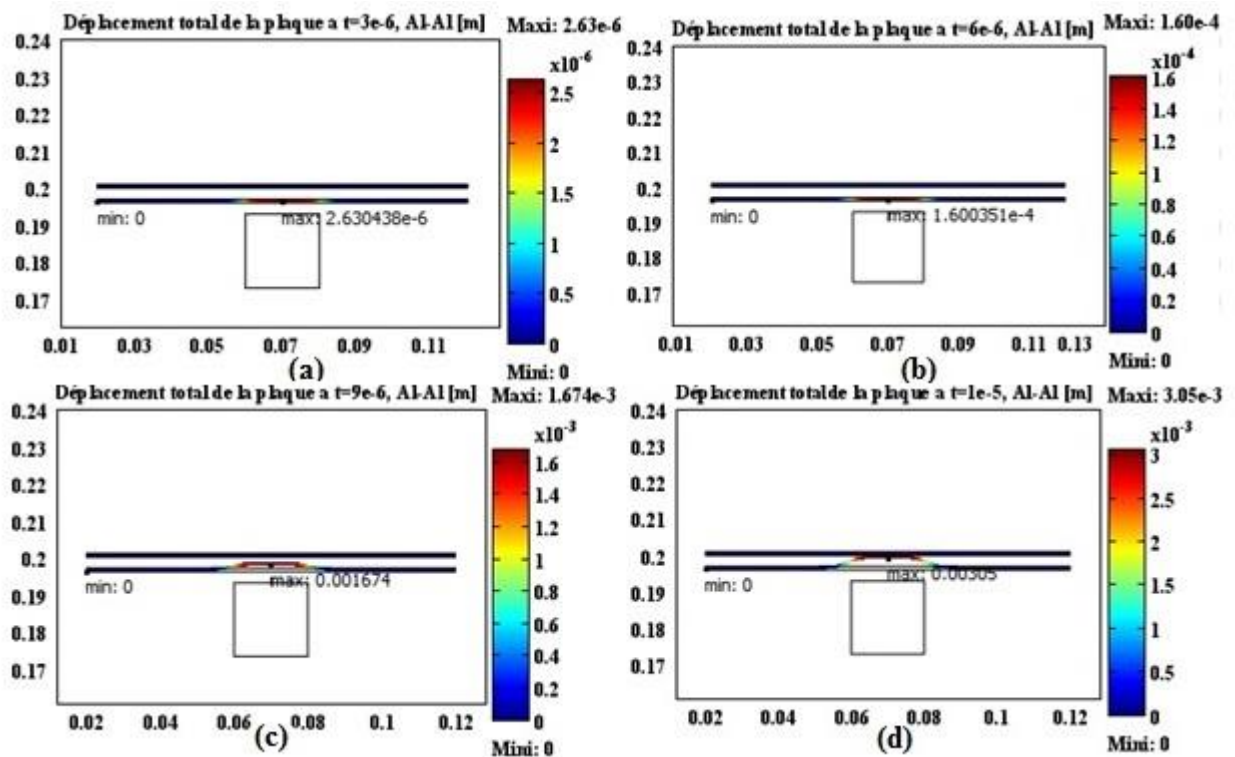 Déplacement total de la plaque a t=3e-6, Al-Al [m]
Maxi: 2.63e-6
x10-6
0.24
0.23
0.22
0.21
0.2
0.19
0.18
0.17
min: 0
max: 2.630438e-6
2.5
2
1.5
1
0.5
0
0.01 0.03 0.05 0.07 0.09 0.11
Mini: 0
(a)
Déplacement total de la plaque a t=6e-6, Al-Al [m]
Maxi: 1.60e-4
x10-4
0.24
0.23
0.22
0.21
0.20
0.19
0.18
0.17
min: 0
max: 1.600351e-4
1.6
1.4
1.2
1
0.8
0.6
0.4
0.2
0
0.01 0.03 0.05 0.07 0.09 0.10 0.13
Mini: 0
(b)
Déplacement total de la plaque a t=9e-6, Al-Al [m]
Maxi: 1.674e-3
x10-3
0.24
0.23
0.22
0.21
0.2
0.19
0.18
0.17
min: 0
max: 0.001674
1.6
1.4
1.2
1
0.8
0.6
0.4
0.2
0
0.02 0.04 0.06 0.08 0.1 0.12
Mini: 0
(c)
Déplacement total de la plaque a t=1e-5, Al-Al [m]
Maxi: 3.05e-3
x10-3
0.24
0.23
0.22
0.21
0.2
0.19
0.18
0.17
min: 0
max: 0.00305
3
2.5
2
1.5
1
0.5
0
0.02 0.04 0.06 0.08 0.1 0.12
Mini: 0
(d)